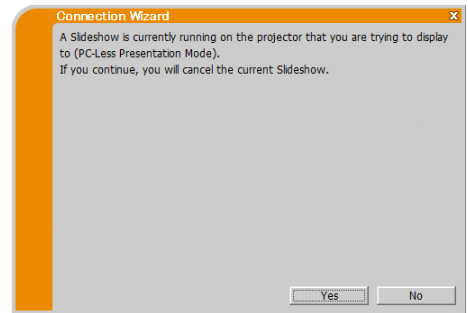 Connection Wizard
x
A Slideshow is currently running on the projector that you are trying to display
to (PC-Less Presentation Mode).
If you continue, you will cancel the current Slideshow.
Yes No